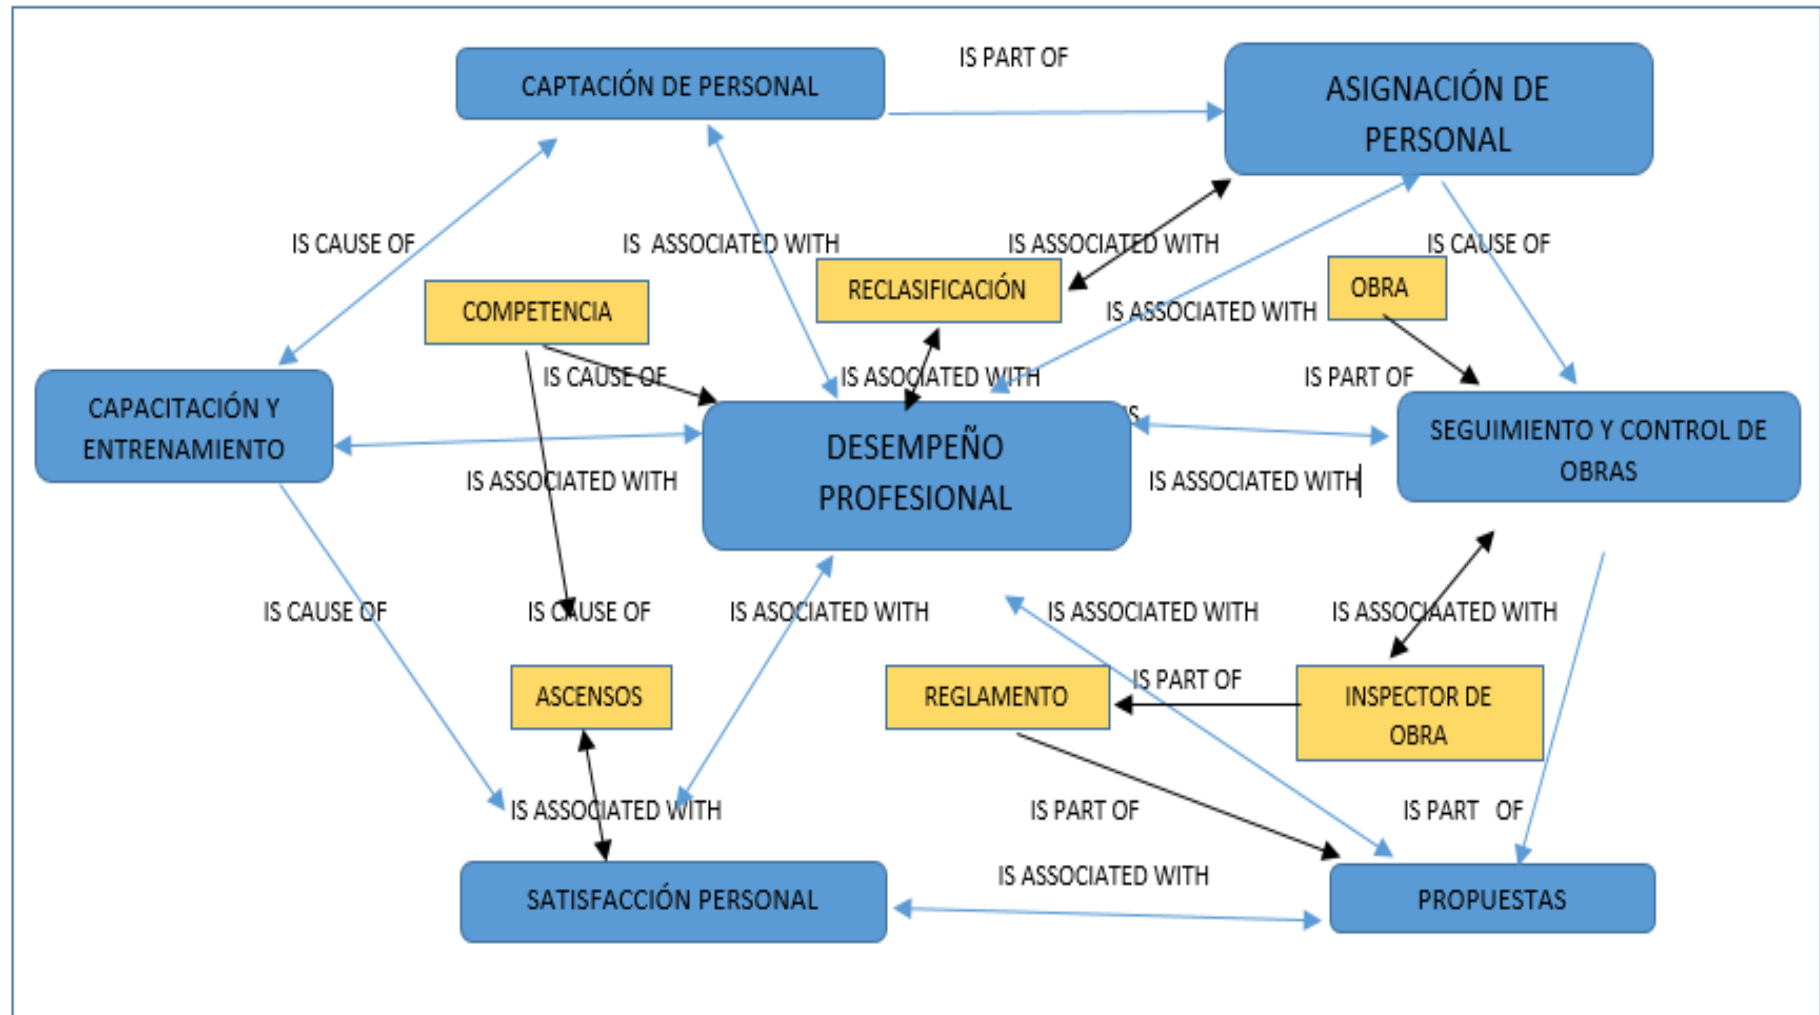 IS PART OF
CAPTACIÓN DE PERSONAL
ASIGNACIÓN DE
PERSONAL
IS CAUSE OF
IS ASSOCIATED WITH
IS ASSOCIATED WITH
IS CAUSE OF
COMPETENCIA
RECLASIFICACIÓN
OBRA
IS ASSOCIATED WITH
IS CAUSE OF
IS ASOCIATED WITH
IS PART OF
CAPACITACIÓN Y
ENTRENAMIENTO
IS
DESEMPEÑO
PROFESIONAL
SEGUIMIENTO Y CONTROL DE
OBRAS
IS ASSOCIATED WITH
IS ASSOCIATED WITH
IS CAUSE OF
IS CAUSE OF
IS ASOCIATED WITH
IS ASSOCIATED WITH
IS ASSOCIAATED WITH
ASCENSOS
REGLAMENTO
IS PART OF
INSPECTOR DE
OBRA
IS ASSOCIATED WITH
IS PART OF
IS PART OF
SATISFACCIÓN PERSONAL
IS ASSOCIATED WITH
PROPUESTAS